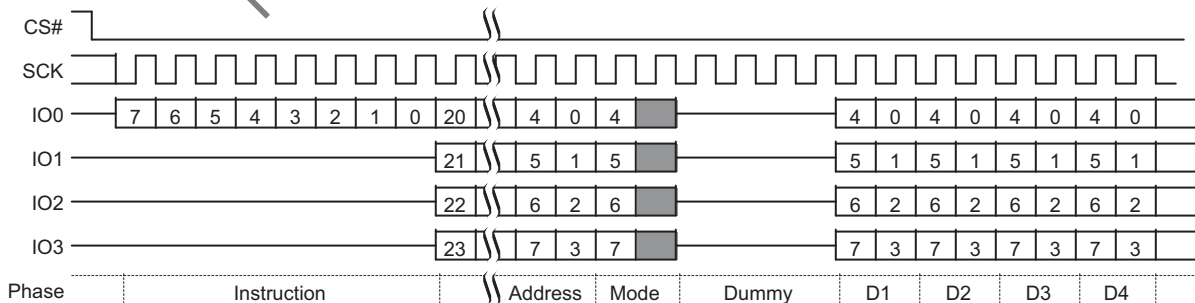 CS#
SCK
IO0 7 6 5 4 3 2 1 0 20 4 0 4 4 0 4 0 4 0 4 0
IO1 21 5 1 5 5 1 5 1 5 1 5 1
IO2 22 6 2 6 6 2 6 2 6 2 6 2
IO3 23 7 3 7 7 3 7 3 7 3 7 3
Phase Instruction Address Mode Dummy D1 D2 D3 D4